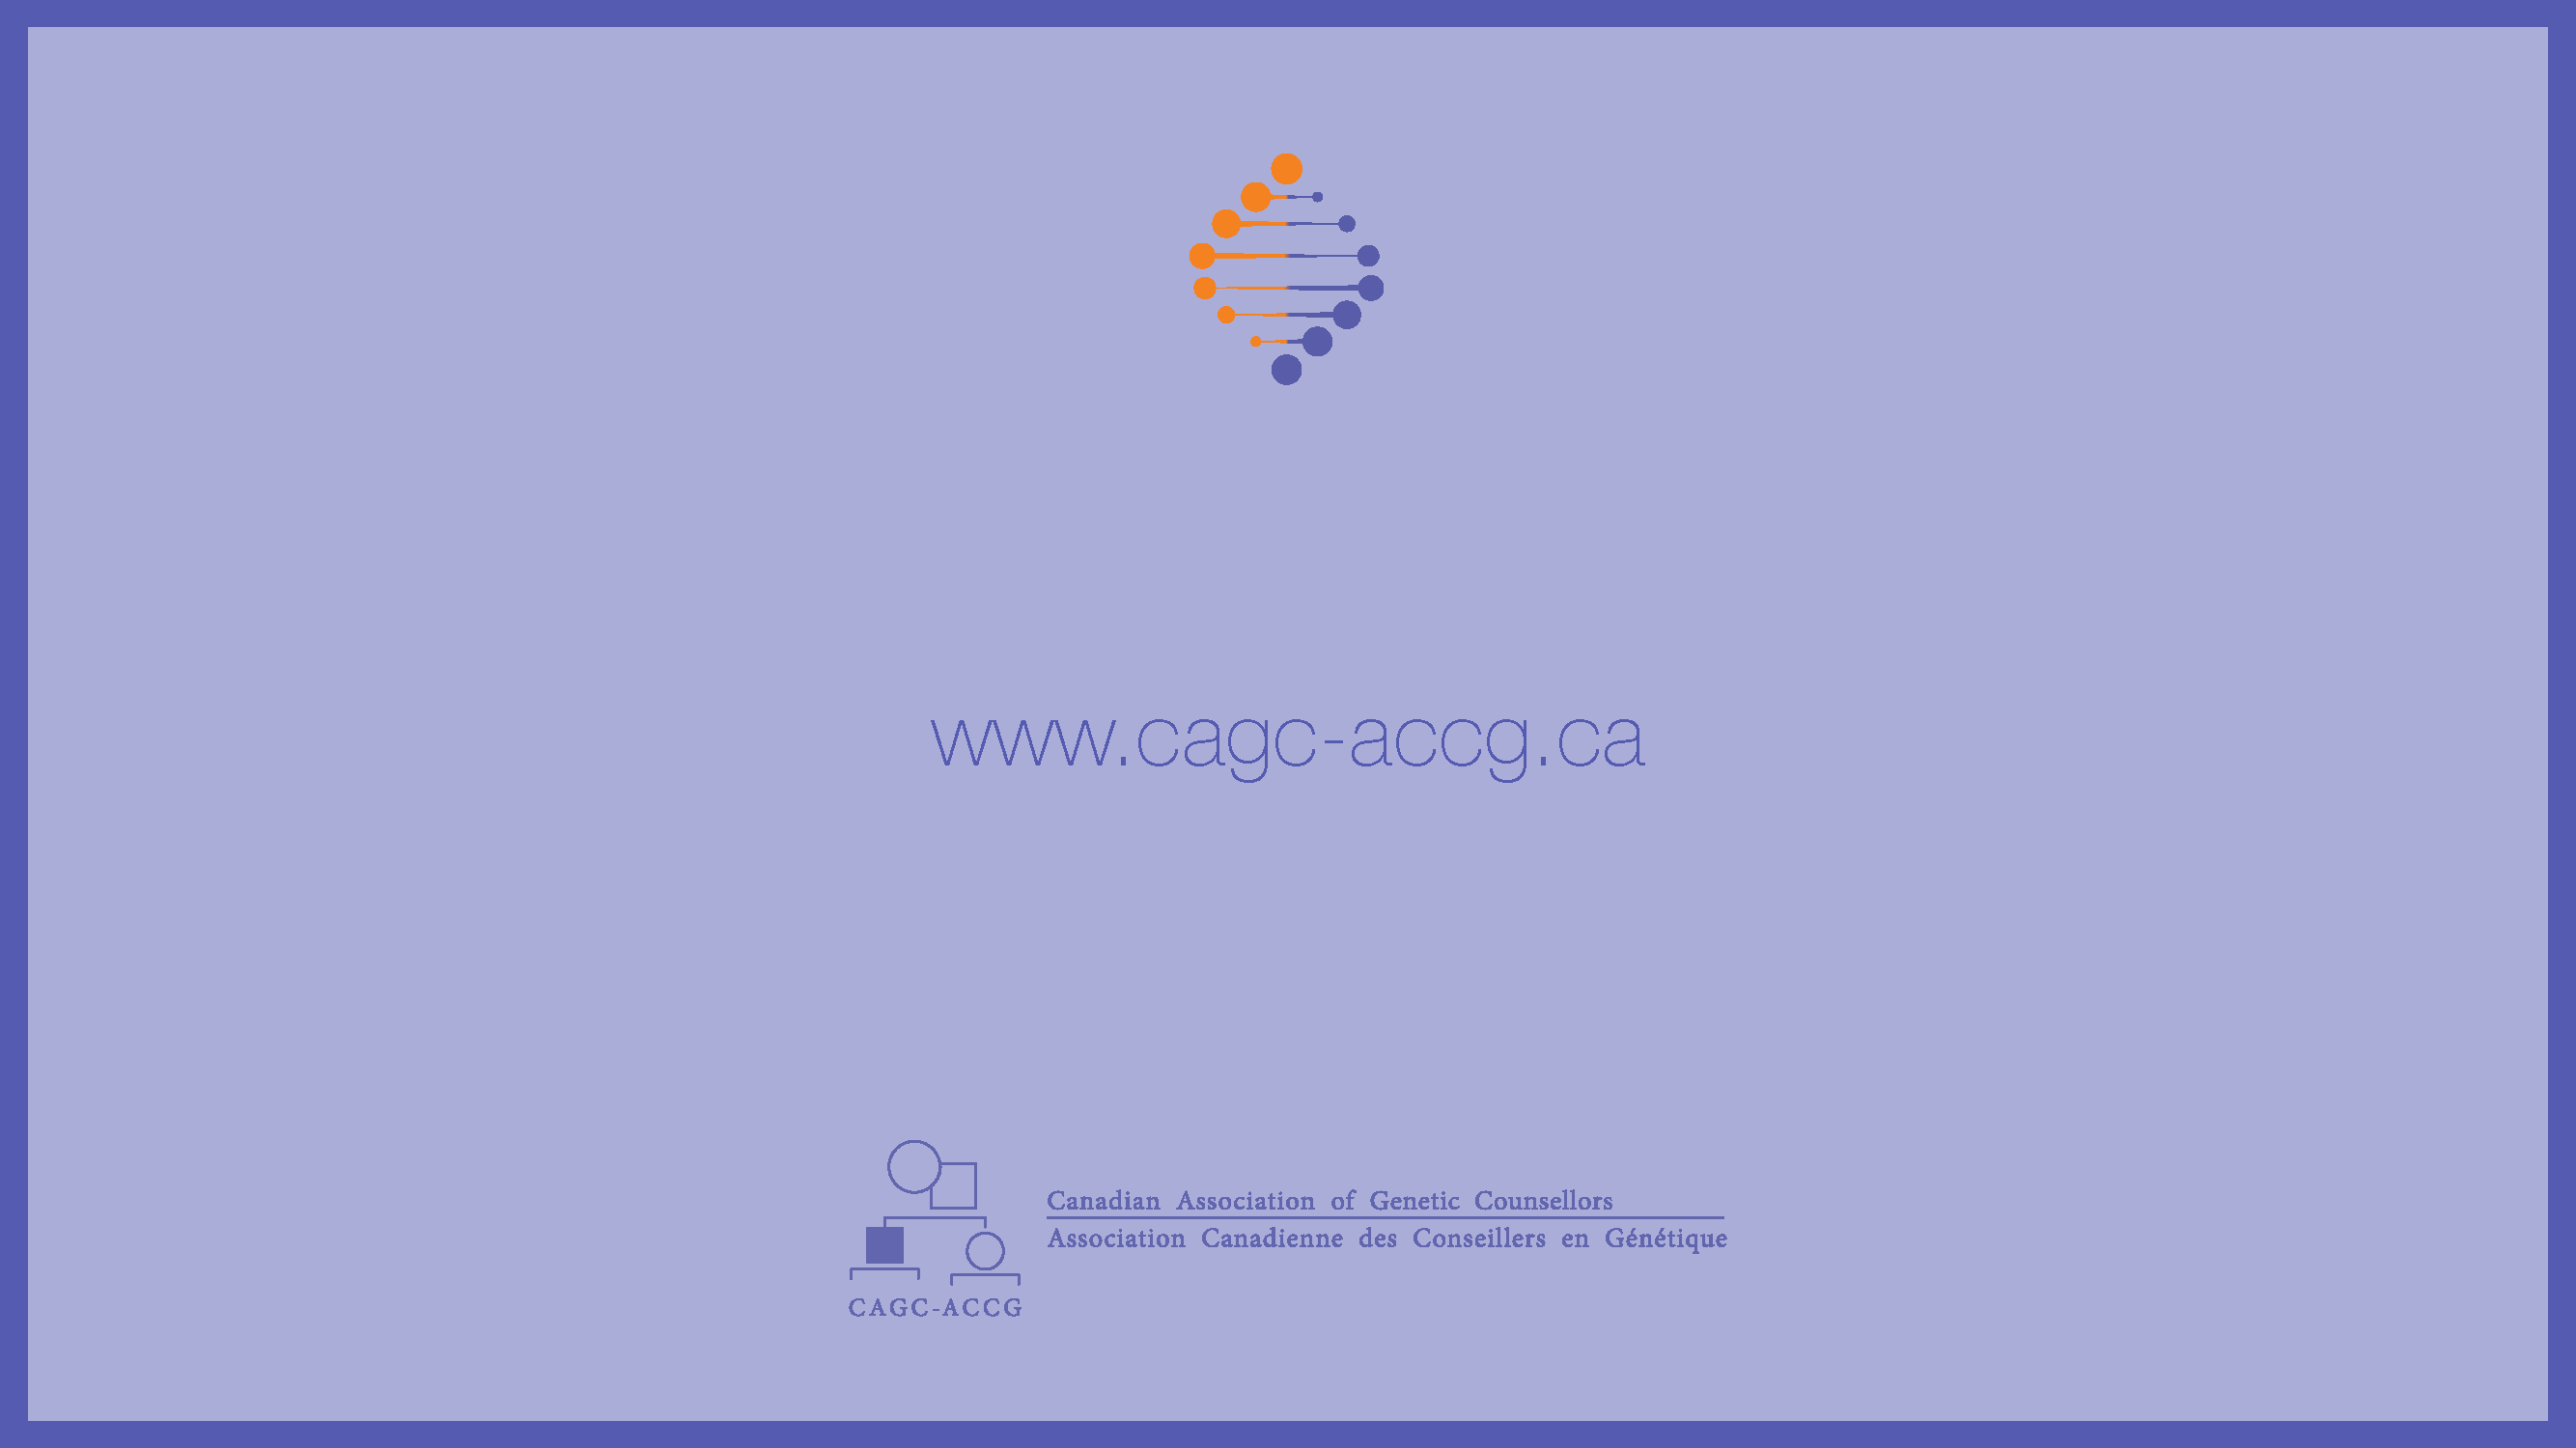 www.cagc-accg.ca
Canadian Association of Genetic Counsellors
Association Canadienne des Conseillers en Génétique
CAGC-ACCG